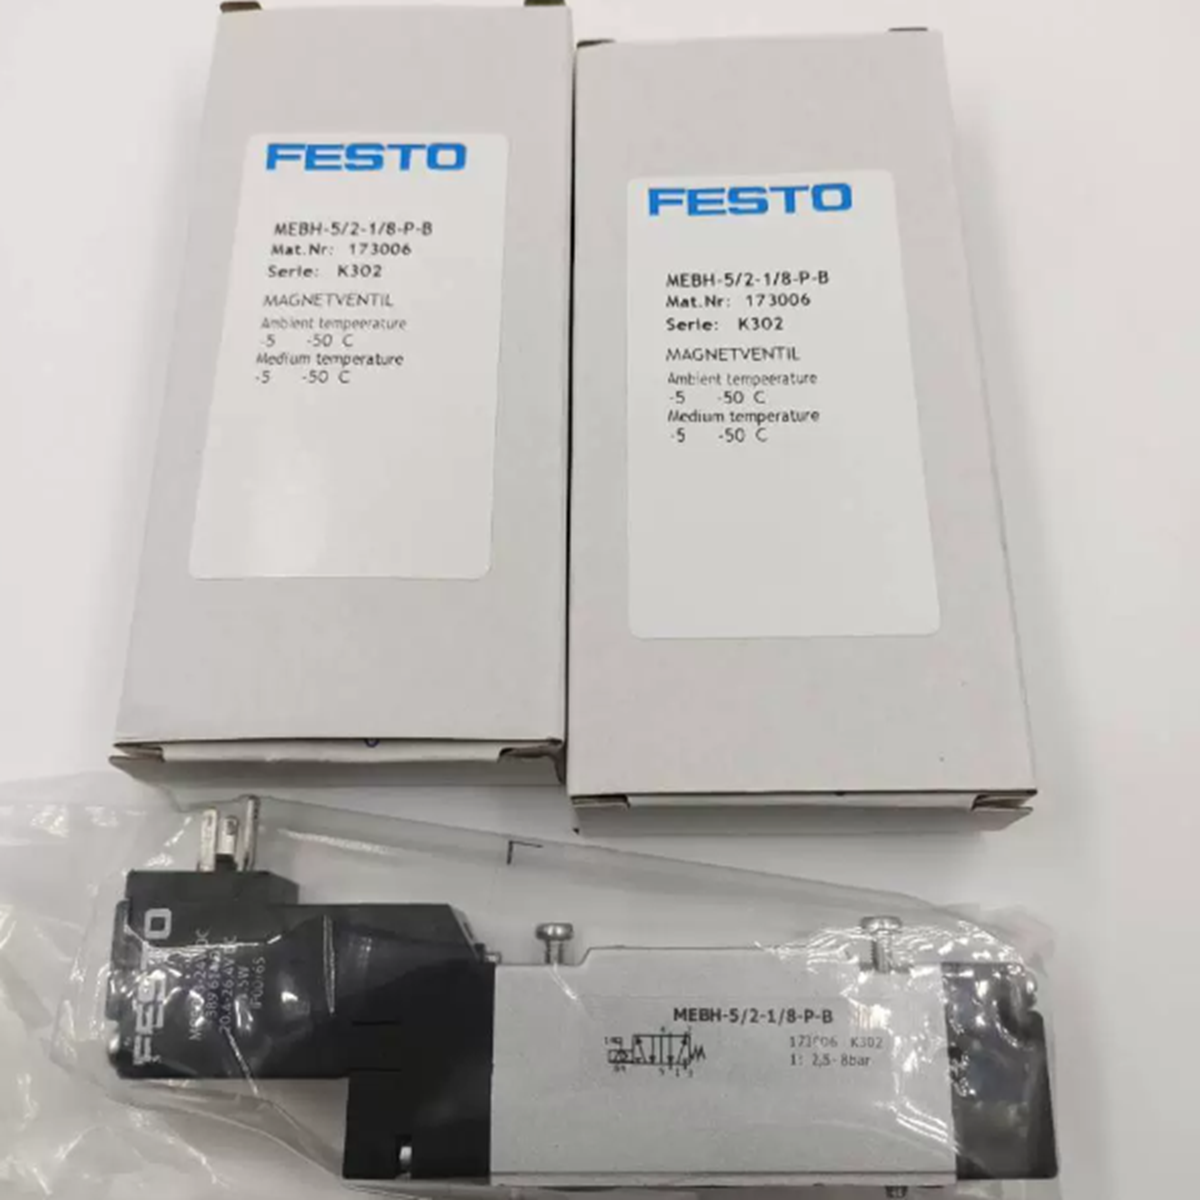 FESTO
MEBH-5/2-1/8-P-B
Mat.Nr: 173006
Serie: K302
MAGNETVENTIL
Ambient tempeerature
-5 -50 C
Medium temperature
-5 -50 C
FESTO
MEBH-5/2-1/8-P-B
Mat.Nr: 173006
Serie: K302
MAGNETVENTIL
Ambient tempeerature
-5 -50 C
Medium temperature
-5 -50 C
FESTO
MEBH-5/2-1/8-P-B
173006 K302
1: 2,5-8bar